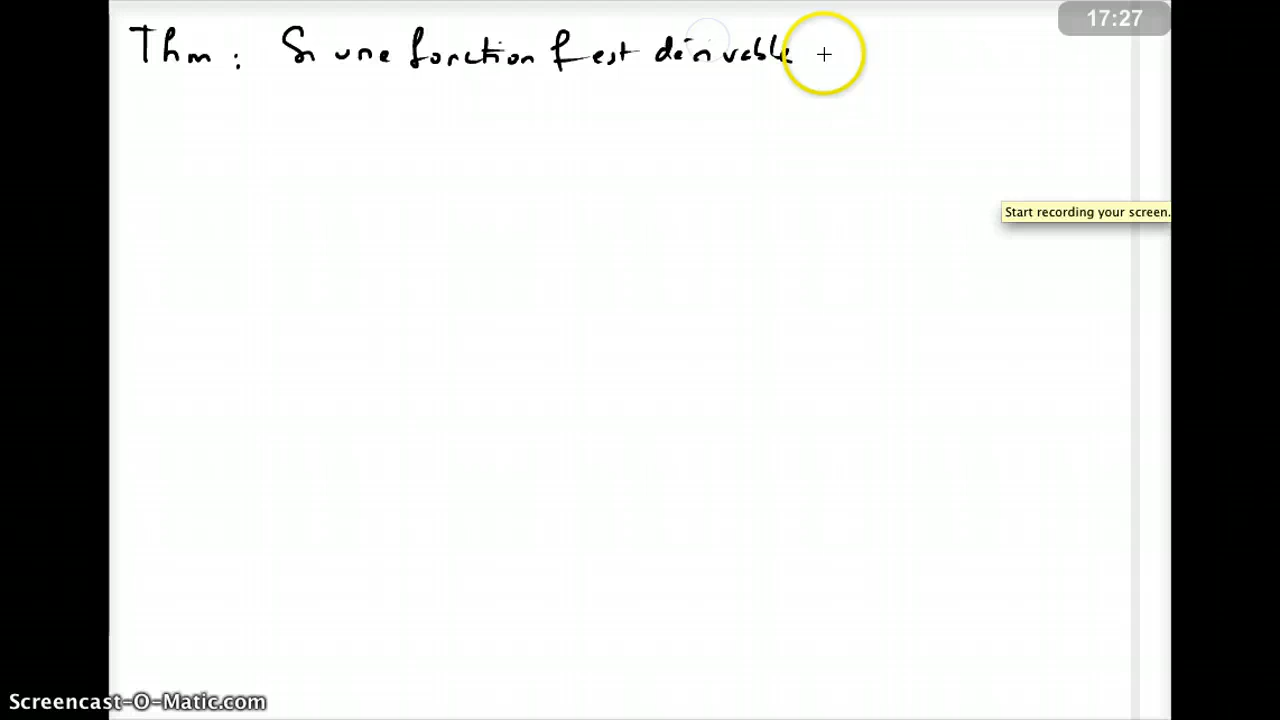 17:27
Thm : Si une fonction f est dérivable
Start recording your screen.
Screencast-O-Matic.com